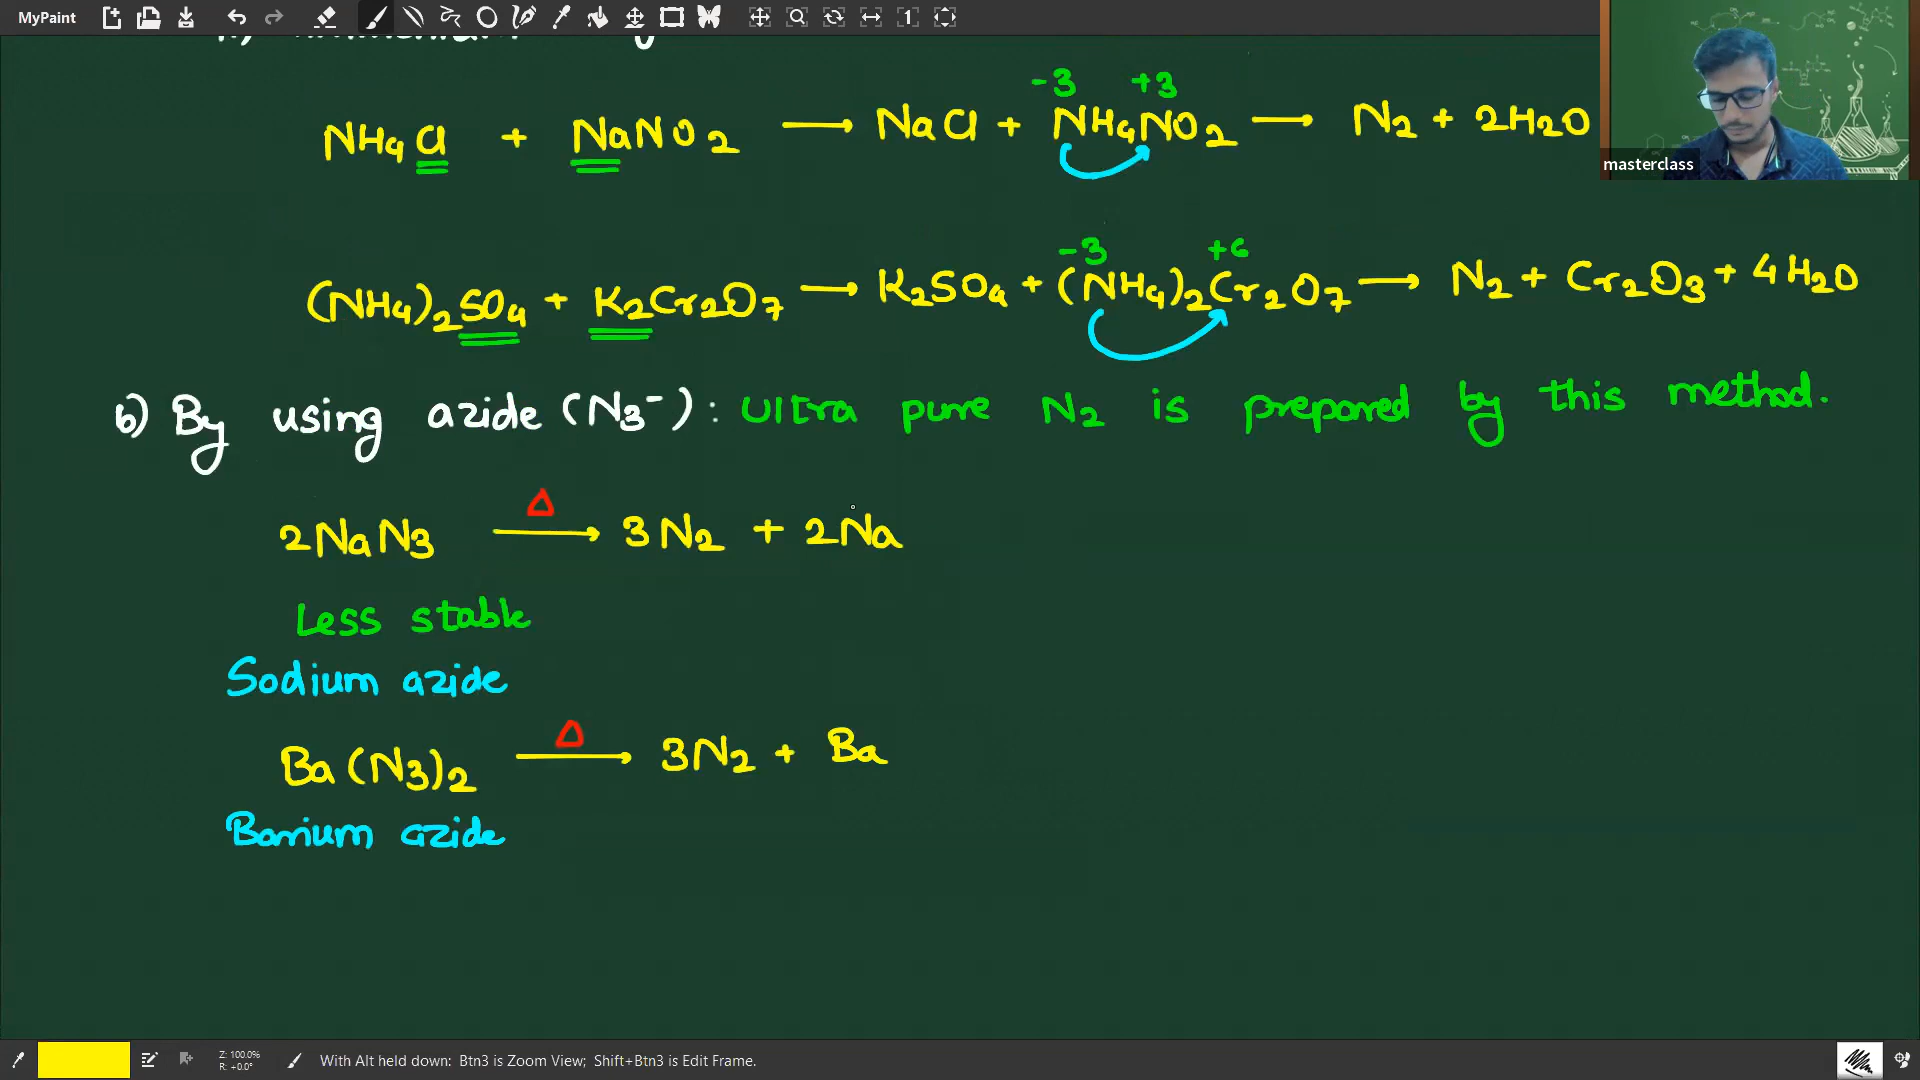 MyPaint
NH4Cl + NaNO2 ⟶ NaCl + NH4NO2 ⟶ N2 + 2H2O
-3 +3
masterclass
(NH4)2SO4 + K2Cr2O7 ⟶ K2SO4 + (NH4)2Cr2O7 ⟶ N2 + Cr2O3 + 4H2O
-3 +6
b) By using azide (N3⁻) : Ultra pure N2 is prepared by this method.
Δ
2NaN3 ⟶ 3N2 + 2Na
Less stable
Sodium azide
Δ
Ba(N3)2 ⟶ 3N2 + Ba
Barium azide
Z: 100.0%
R: +0.0°
With Alt held down: Btn3 is Zoom View; Shift+Btn3 is Edit Frame.